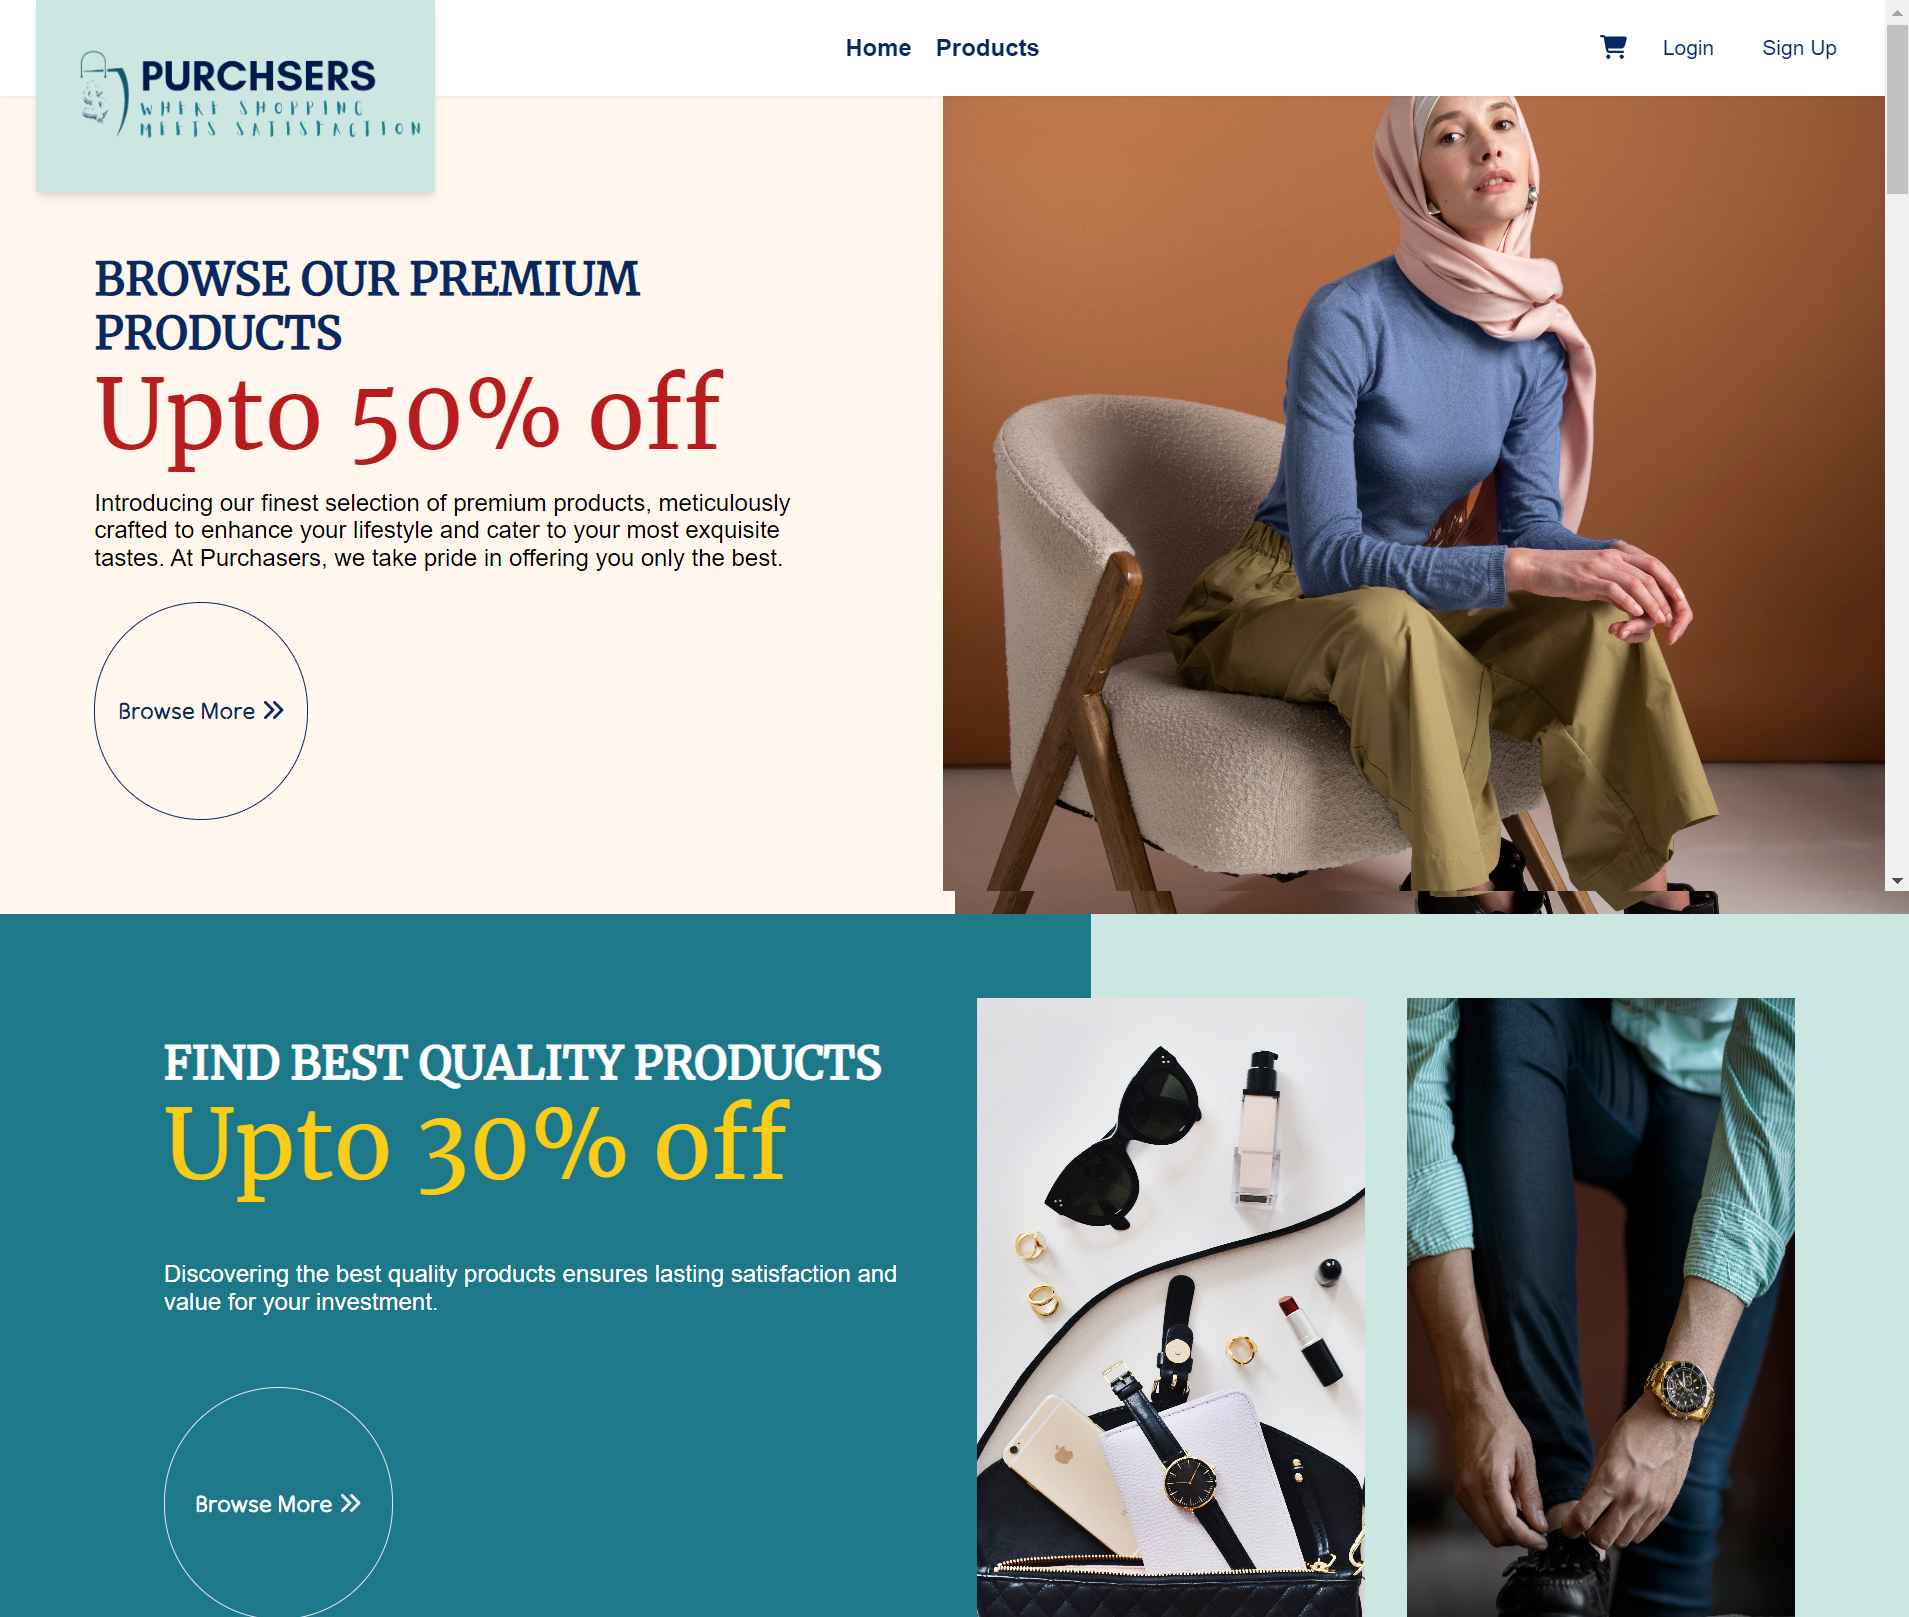 PURCHSERS
WHERE SHOPPING
MEETS SATISFACTION
Home Products
Login Sign Up
BROWSE OUR PREMIUM
PRODUCTS
Upto 50% off
Introducing our finest selection of premium products, meticulously
crafted to enhance your lifestyle and cater to your most exquisite
tastes. At Purchasers, we take pride in offering you only the best.
Browse More
FIND BEST QUALITY PRODUCTS
Upto 30% off
Discovering the best quality products ensures lasting satisfaction and
value for your investment.
Browse More